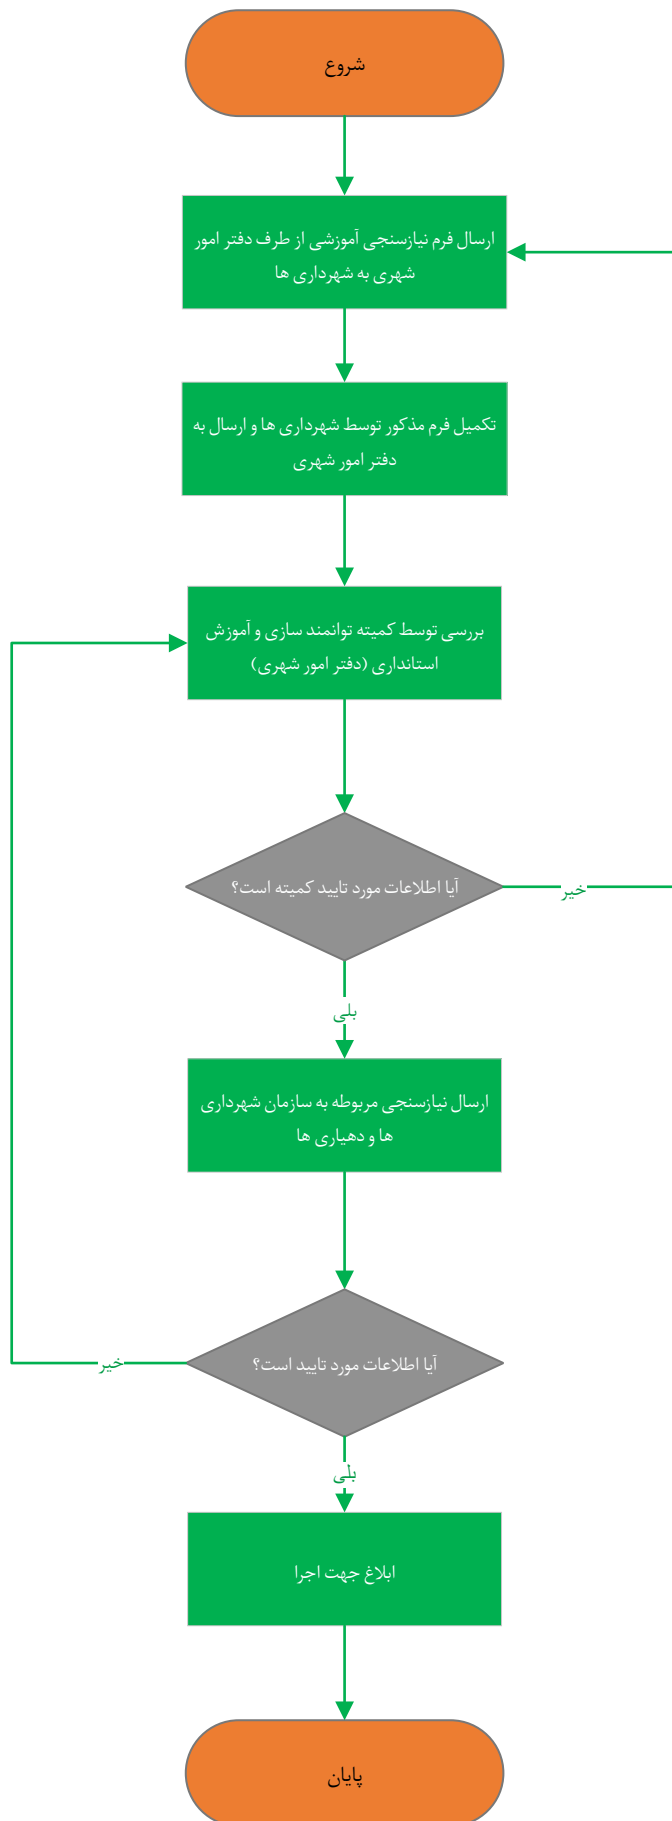 شروع
ارسال فرم نیازسنجی آموزشی از طرف دفتر امور
شهری به شهرداری ها
تکمیل فرم مذکور توسط شهرداری ها و ارسال به
دفتر امور شهری
بررسی توسط کمیته توانمند سازی و آموزش
استانداری (دفتر امور شهری)
آیا اطلاعات مورد تایید کمیته است؟
خیر
بلی
ارسال نیازسنجی مربوطه به سازمان شهرداری
ها و دهیاری ها
آیا اطلاعات مورد تایید است؟
خیر
بلی
ابلاغ جهت اجرا
پایان